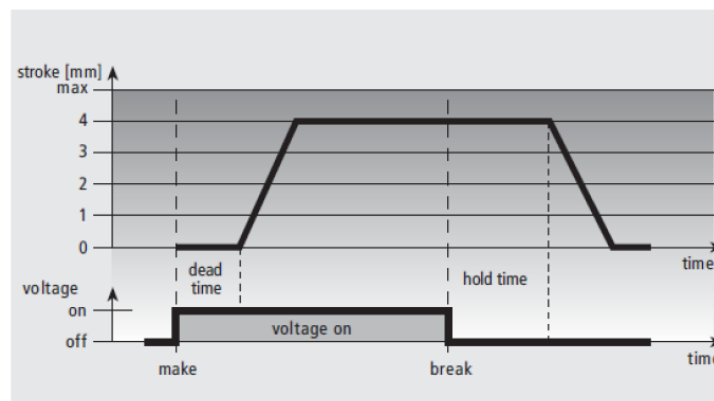 stroke [mm]
max
4
3
2
1
0
time
dead
time
hold time
voltage
on
voltage on
off
time
make
break